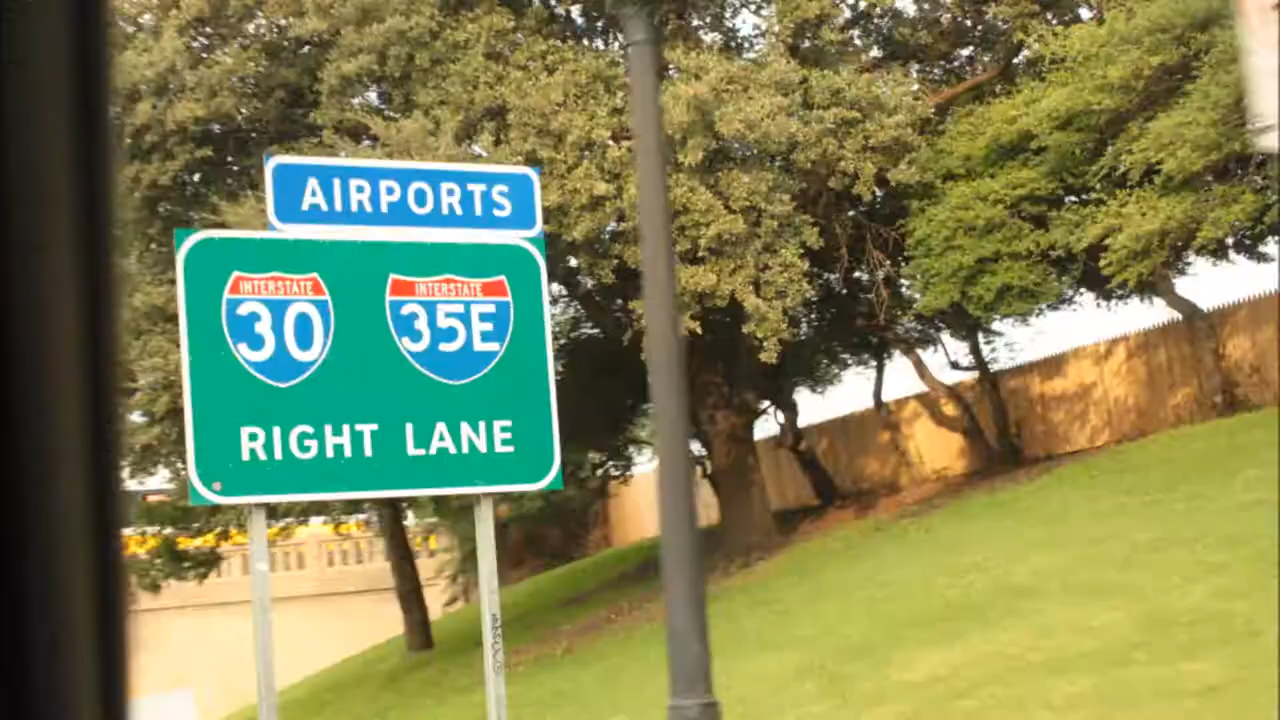 AIRPORTS
INTERSTATE INTERSTATE
30 35E
RIGHT LANE